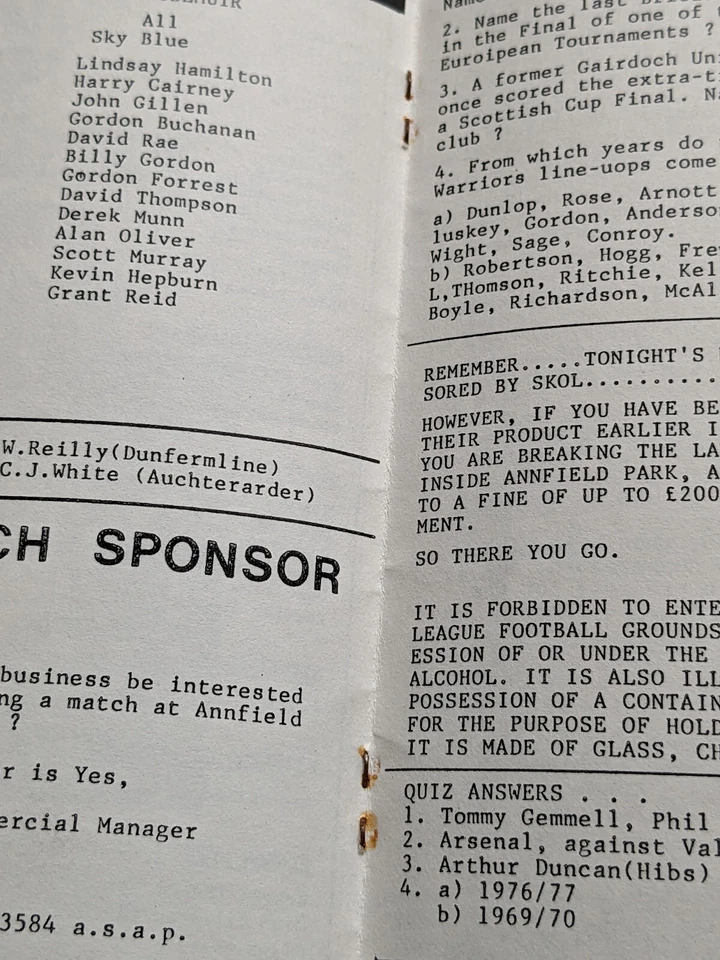 All
Sky Blue
Lindsay Hamilton
Harry Cairney
John Gillen
Gordon Buchanan
David Rae
Billy Gordon
Gordon Forrest
David Thompson
Derek Munn
Alan Oliver
Scott Murray
Kevin Hepburn
Grant Reid
W.Reilly(Dunfermline)
C.J.White (Auchterarder)
CH SPONSOR
business be interested
ng a match at Annfield
?
r is Yes,
ercial Manager
3584 a.s.a.p.
Name
2. Name the last
in the Final of one of
Euroipean Tournaments ?
3. A former Gairdoch Uni
once scored the extra-t
a Scottish Cup Final. Na
club ?
4. From which years do
Warriors line-uops come
a) Dunlop, Rose, Arnott
luskey, Gordon, Anderso
Wight, Sage, Conroy.
b) Robertson, Hogg, Fre
L,THomson, Ritchie, Kel
Boyle, Richardson, McAl
REMEMBER.....TONIGHT'S
SORED BY SKOL..........
HOWEVER, IF YOU HAVE BE
THEIR PRODUCT EARLIER I
YOU ARE BREAKING THE LA
INSIDE ANNFIELD PARK, A
TO A FINE OF UP TO £200
MENT.
SO THERE YOU GO.
IT IS FORBIDDEN TO ENTE
LEAGUE FOOTBALL GROUNDS
ESSION OF OR UNDER THE
ALCOHOL. IT IS ALSO ILL
POSSESSION OF A CONTAIN
FOR THE PURPOSE OF HOLD
IT IS MADE OF GLASS, CH
QUIZ ANSWERS . . .
1. Tommy Gemmell, Phil
2. Arsenal, against Val
3. Arthur Duncan(Hibs)
4. a) 1976/77
b) 1969/70